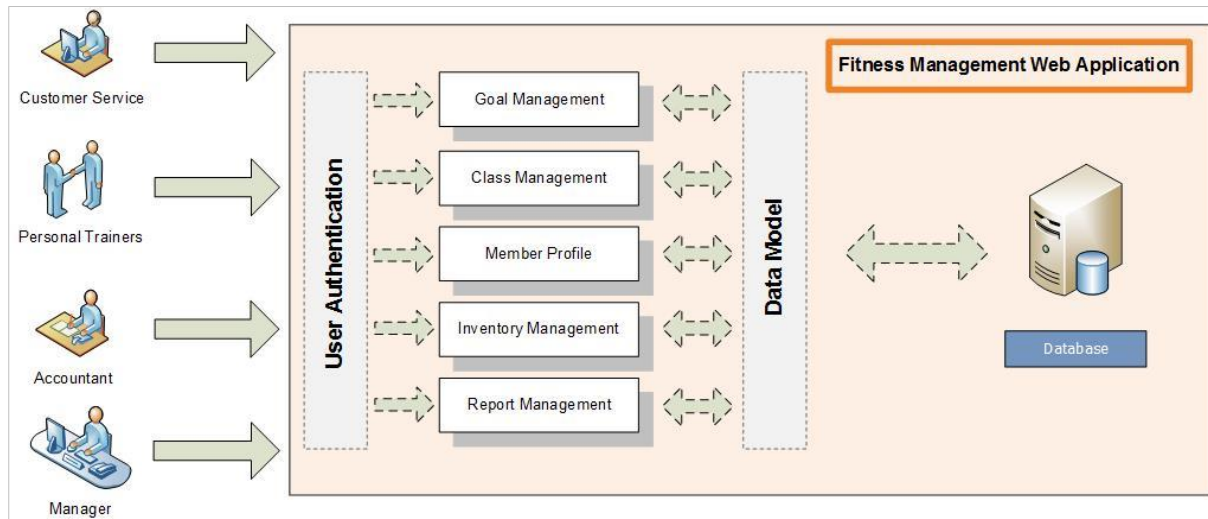 Customer Service
Personal Trainers
Accountant
Manager
User Authentication
Goal Management
Class Management
Member Profile
Inventory Management
Report Management
Data Model
Fitness Management Web Application
Database